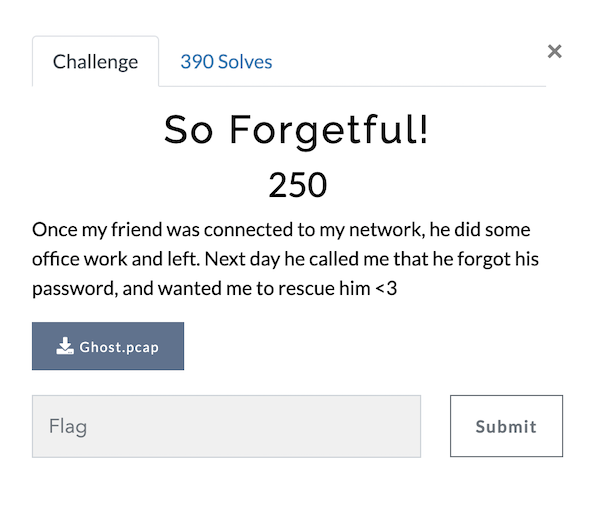 Challenge
390 Solves
×
So Forgetful!
250
Once my friend was connected to my network, he did some
office work and left. Next day he called me that he forgot his
password, and wanted me to rescue him <3
Ghost.pcap
Flag
Submit